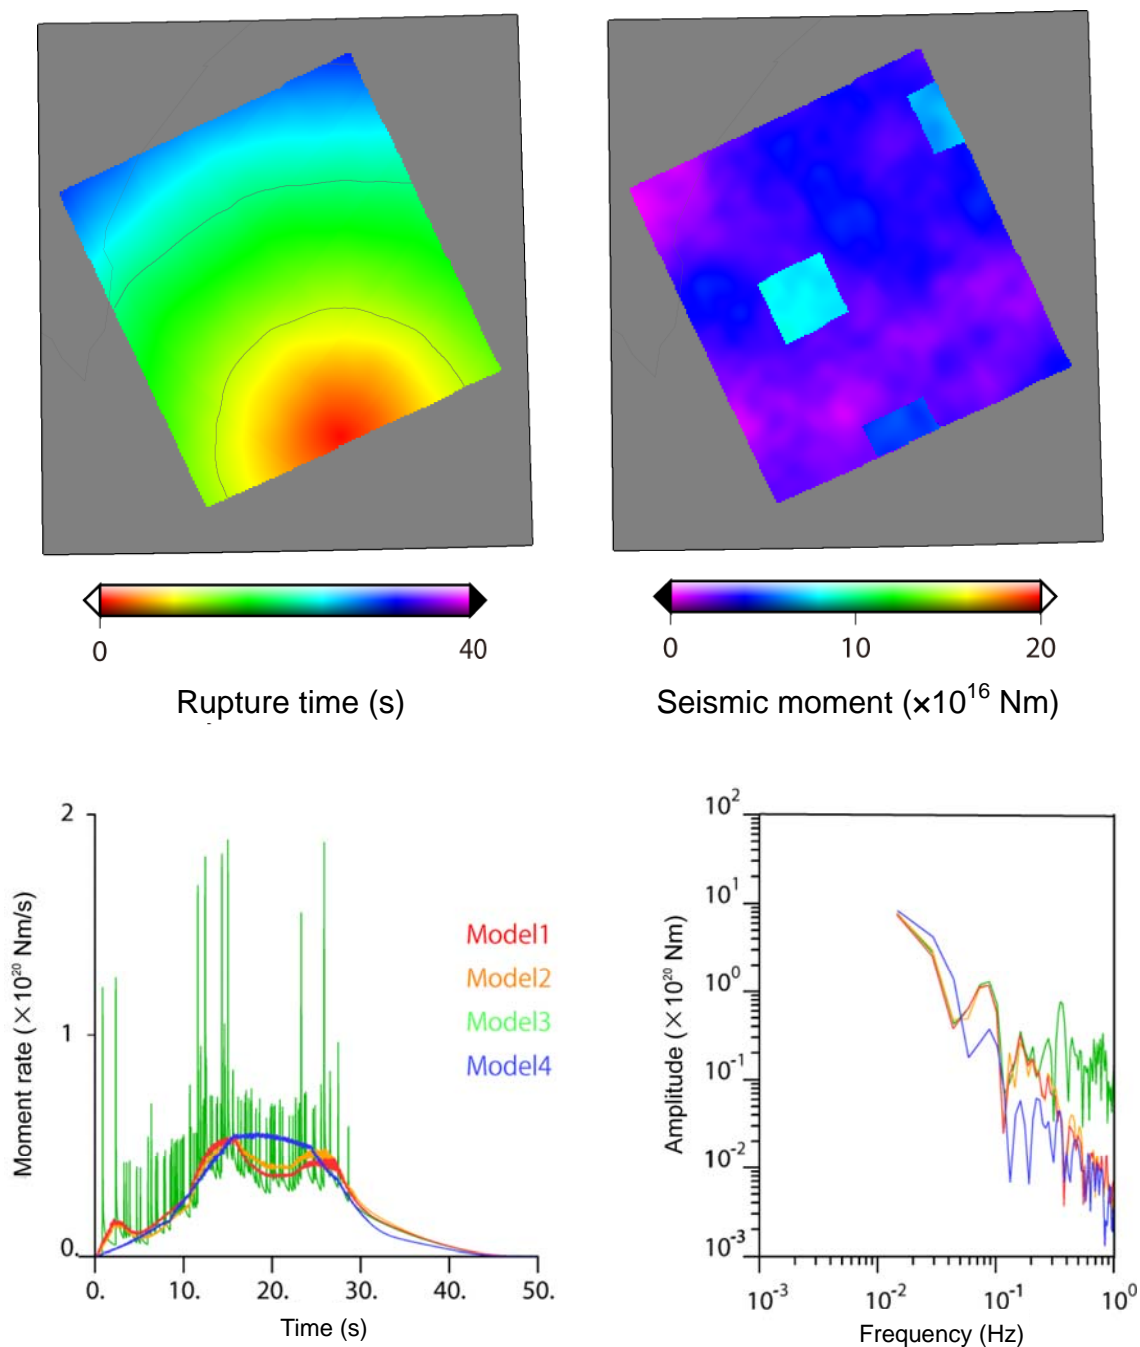 0 40
Rupture time (s)
0 10 20
Seismic moment (×10^16 Nm)
2
1
0.
Moment rate (×10^20 Nm/s)
Model1
Model2
Model3
Model4
0. 10. 20. 30. 40. 50.
Time (s)
10^2
10^1
10^0
10^-1
10^-2
10^-3
Amplitude (×10^20 Nm)
10^-3 10^-2 10^-1 10^0
Frequency (Hz)